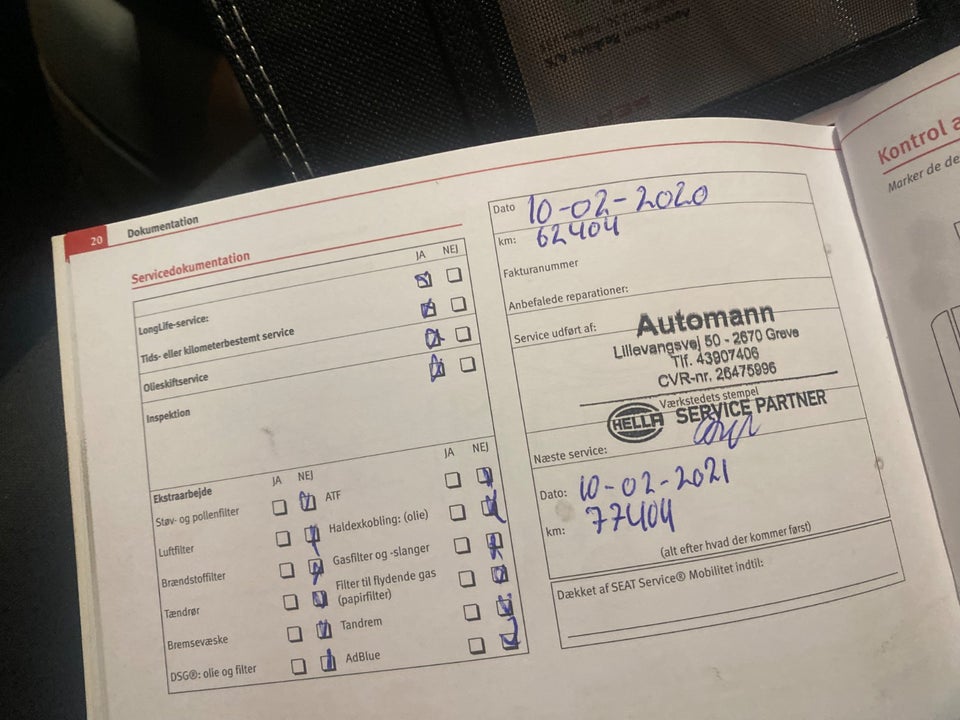 20 Dokumentation
Servicedokumentation
JA NEJ
LongLife-service:
Tids- eller kilometerbestemt service
Olieskiftservice
Inspektion
JA NEJ
JA NEJ
Ekstraarbejde
Støv- og pollenfilter
Luftfilter
Brændstoffilter
Tændrør
Bremsevæske
DSG®: olie og filter
ATF
Haldexkobling: (olie)
Gasfilter og -slanger
Filter til flydende gas
(papirfilter)
Tandrem
AdBlue
Dato 10-02-2020
km: 62404
Fakturanummer
Anbefalede reparationer:
Service udført af:
Automann
Lillevangsvej 50 - 2670 Greve
Tlf. 43907406
CVR-nr. 26475996
Værkstedets stempel
HELLA SERVICE PARTNER
Næste service:
Dato: 10-02-2021
km: 77404
(alt efter hvad der kommer først)
Dækket af SEAT Service® Mobilitet indtil:
Kontrol a
Marker de de